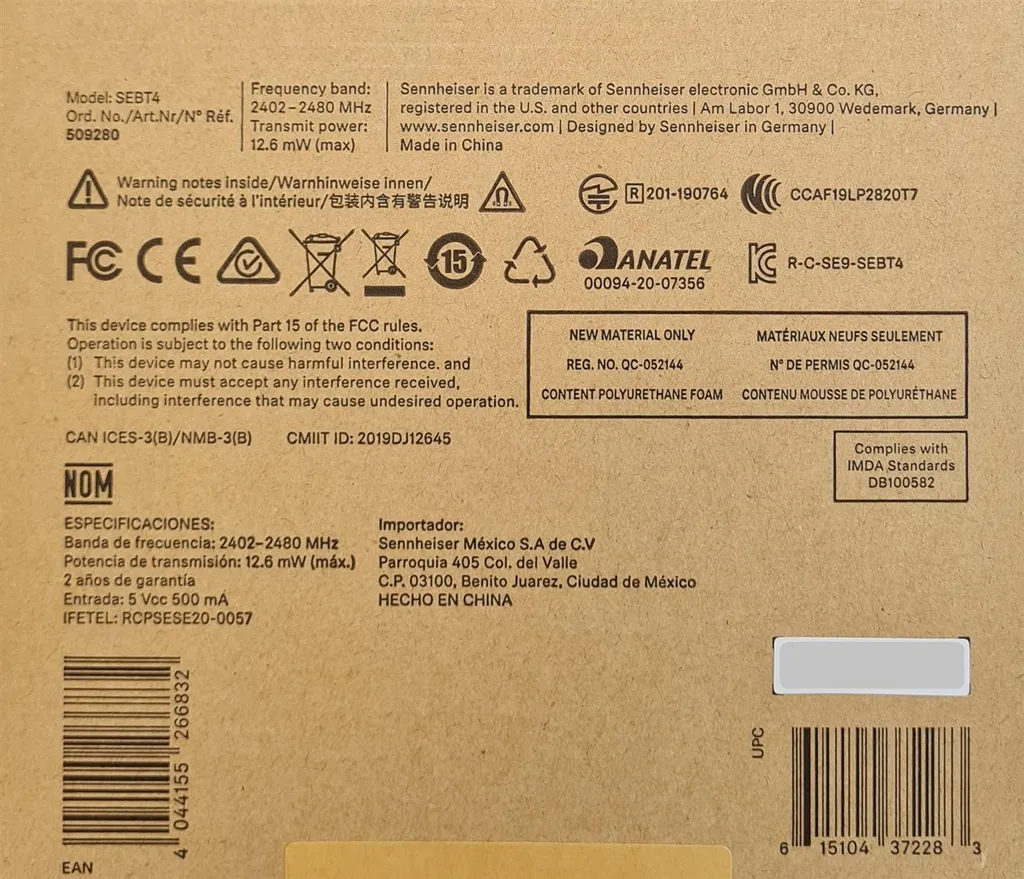 Model: SEBT4
Ord. No./Art.Nr/N° Réf.
509280
Frequency band:
2402–2480 MHz
Transmit power:
12.6 mW (max)
Sennheiser is a trademark of Sennheiser electronic GmbH & Co. KG,
registered in the U.S. and other countries | Am Labor 1, 30900 Wedemark, Germany |
www.sennheiser.com | Designed by Sennheiser in Germany |
Made in China
Warning notes inside/Warnhinweise innen/
Note de sécurité à l'intérieur/包装内含有警告说明
R 201-190764
CCAF19LP2820T7
FC CE
15
ANATEL
00094-20-07356
R-C-SE9-SEBT4
This device complies with Part 15 of the FCC rules.
Operation is subject to the following two conditions:
(1) This device may not cause harmful interference. and
(2) This device must accept any interference received,
including interference that may cause undesired operation.
NEW MATERIAL ONLY
REG. NO. QC-052144
CONTENT POLYURETHANE FOAM
MATÉRIAUX NEUFS SEULEMENT
N° DE PERMIS QC-052144
CONTENU MOUSSE DE POLYURÉTHANE
CAN ICES-3(B)/NMB-3(B)
CMIIT ID: 2019DJ12645
Complies with
IMDA Standards
DB100582
NOM
ESPECIFICACIONES:
Banda de frecuencia: 2402–2480 MHz
Potencia de transmisión: 12.6 mW (máx.)
2 años de garantía
Entrada: 5 Vcc 500 mA
IFETEL: RCPSESE20-0057
Importador:
Sennheiser México S.A de C.V
Parroquia 405 Col. del Valle
C.P. 03100, Benito Juarez, Ciudad de México
HECHO EN CHINA
4 044155 266832
EAN
UPC
6 15104 37228 3